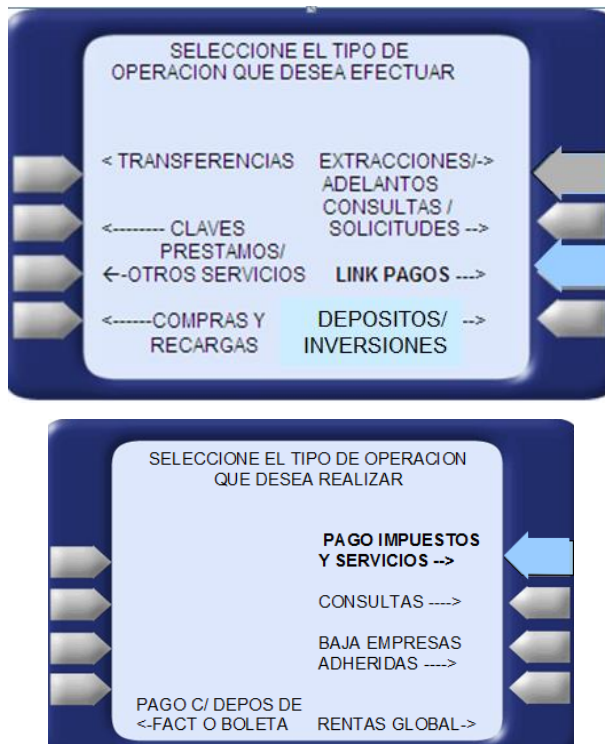 SELECCIONE EL TIPO DE
OPERACION QUE DESEA EFECTUAR
< TRANSFERENCIAS
EXTRACCIONES/->
ADELANTOS
<-------- CLAVES
CONSULTAS /
SOLICITUDES -->
PRESTAMOS/
←-OTROS SERVICIOS
LINK PAGOS --->
<------COMPRAS Y
RECARGAS
DEPOSITOS/ -->
INVERSIONES
SELECCIONE EL TIPO DE OPERACION
QUE DESEA REALIZAR
PAGO IMPUESTOS
Y SERVICIOS -->
CONSULTAS ---->
BAJA EMPRESAS
ADHERIDAS ---->
PAGO C/ DEPOS DE
<-FACT O BOLETA
RENTAS GLOBAL->